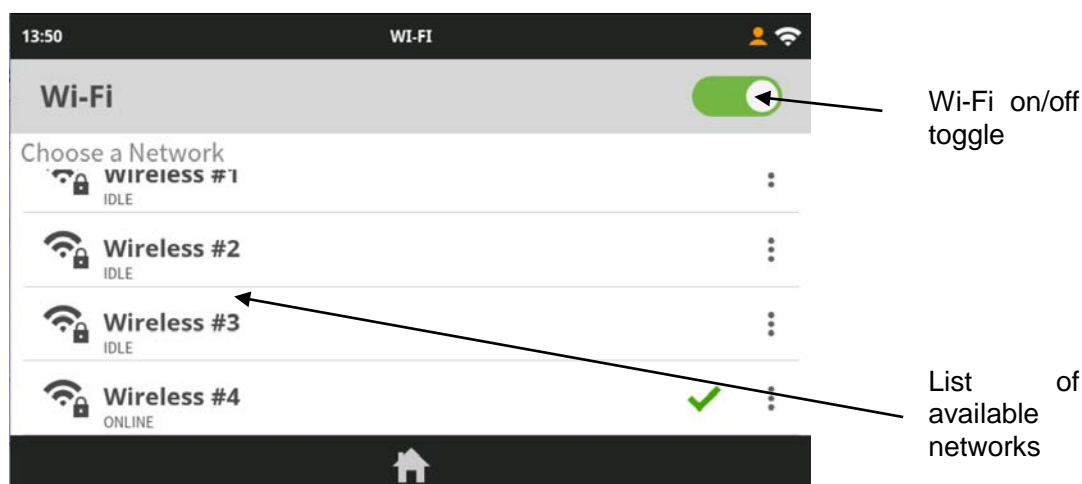 13:50 WI-FI
Wi-Fi
Choose a Network
Wireless #1
IDLE
Wireless #2
IDLE
Wireless #3
IDLE
Wireless #4
ONLINE
Wi-Fi on/off
toggle
List of
available
networks